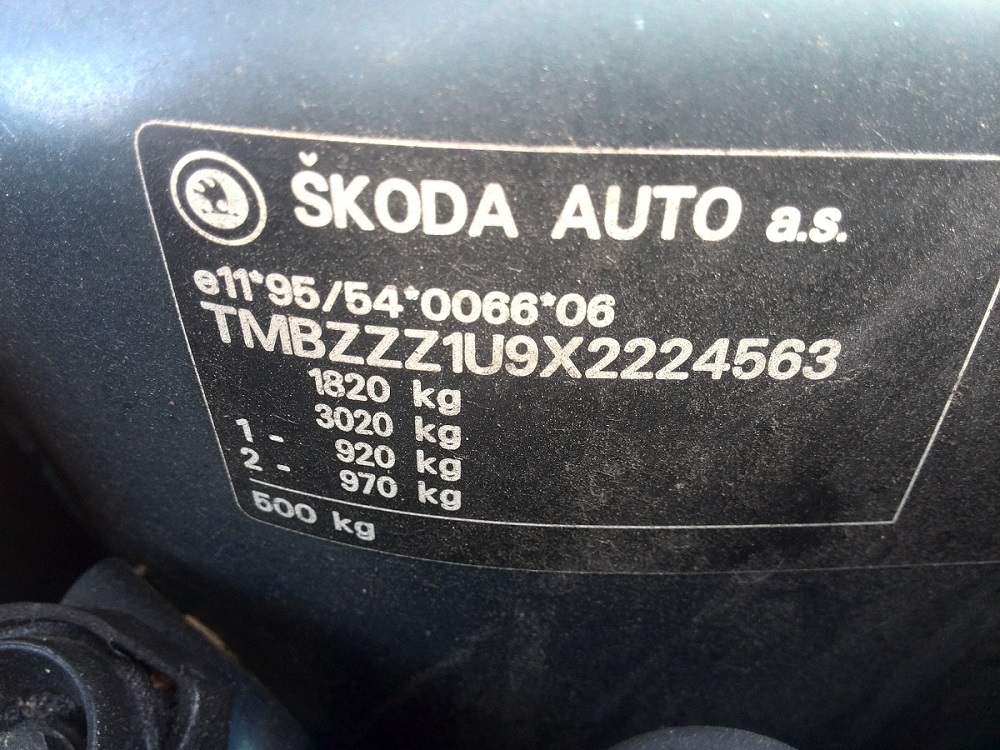 ŠKODA AUTO a.s.
e11*95/54*0066*06
TMBZZZ1U9X2224563
1820 kg
3020 kg
1 - 920 kg
2 - 970 kg
500 kg